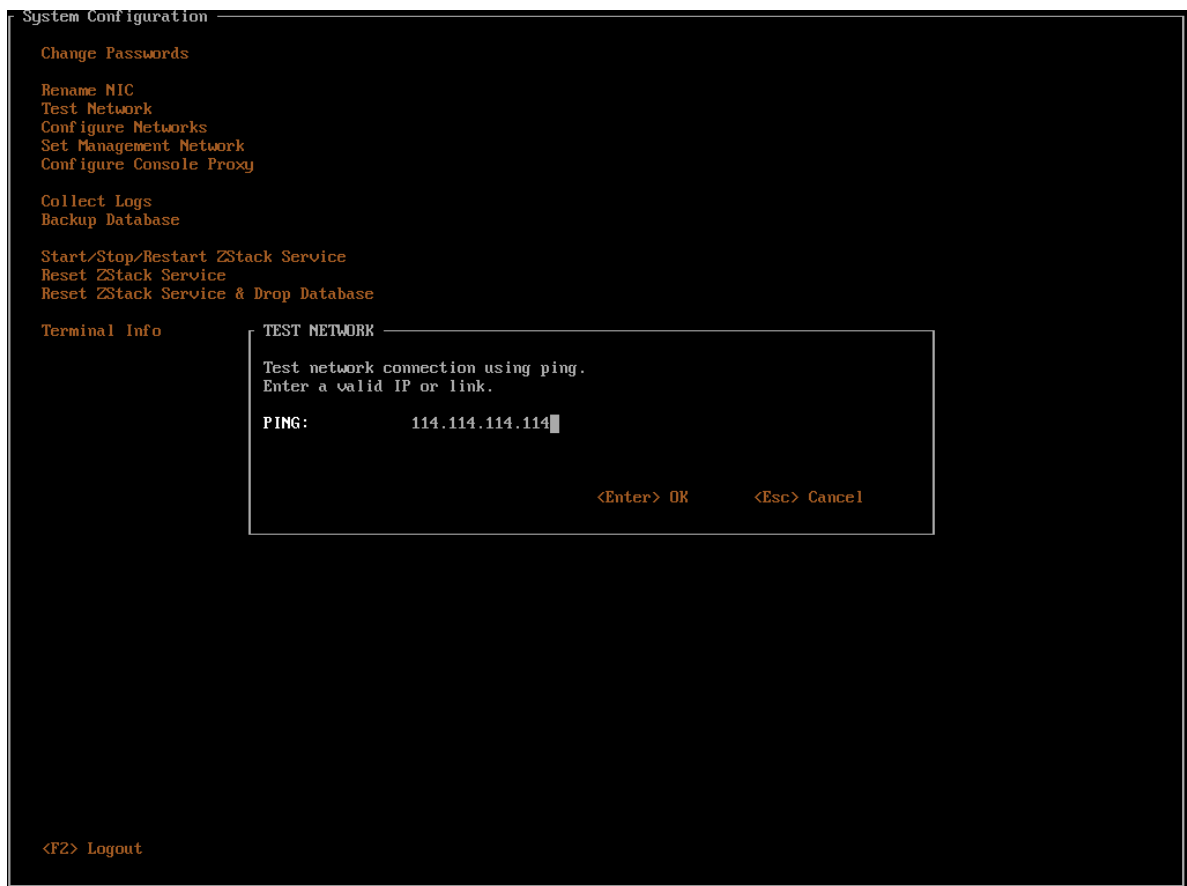 System Configuration
Change Passwords
Rename NIC
Test Network
Configure Networks
Set Management Network
Configure Console Proxy
Collect Logs
Backup Database
Start/Stop/Restart ZStack Service
Reset ZStack Service
Reset ZStack Service & Drop Database
Terminal Info
TEST NETWORK
Test network connection using ping.
Enter a valid IP or link.
PING: 114.114.114.114
<Enter> OK <Esc> Cancel
<F2> Logout